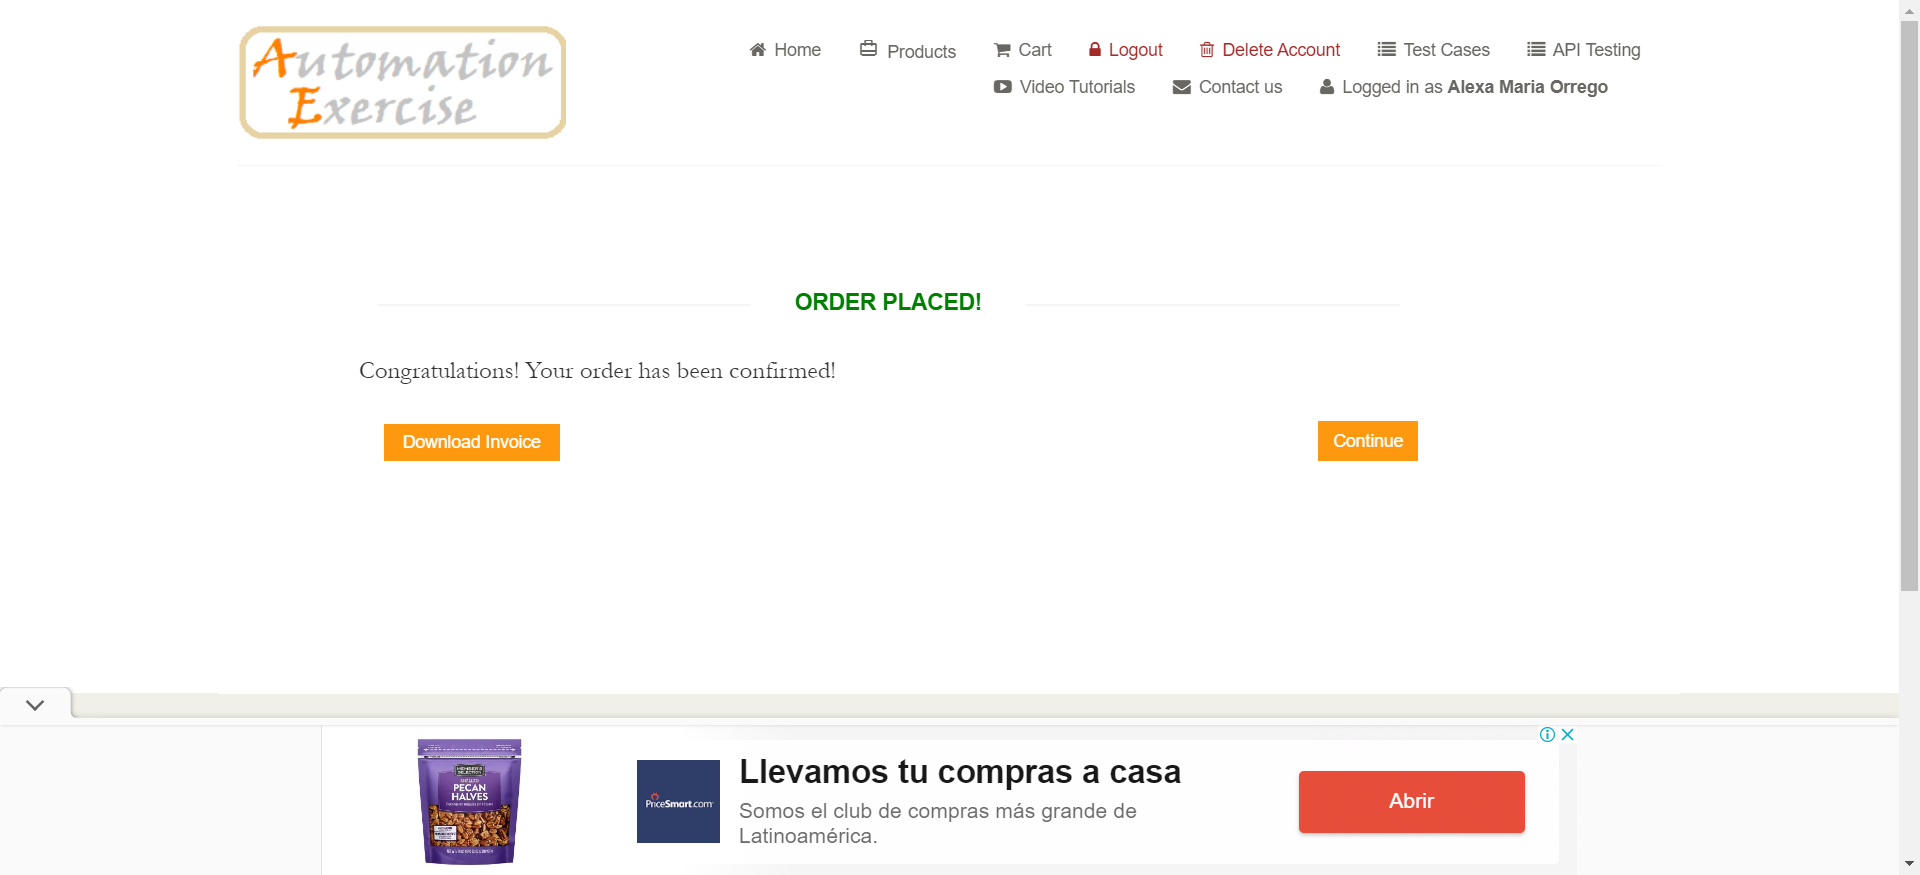 Automation
Exercise
Home
Products
Cart
Logout
Delete Account
Test Cases
API Testing
Video Tutorials
Contact us
Logged in as Alexa Maria Orrego
ORDER PLACED!
Congratulations! Your order has been confirmed!
Download Invoice
Continue
MEMBER'S
SELECTION
PECAN
HALVES
PriceSmart.com
Llevamos tu compras a casa
Somos el club de compras más grande de
Latinoamérica.
Abrir